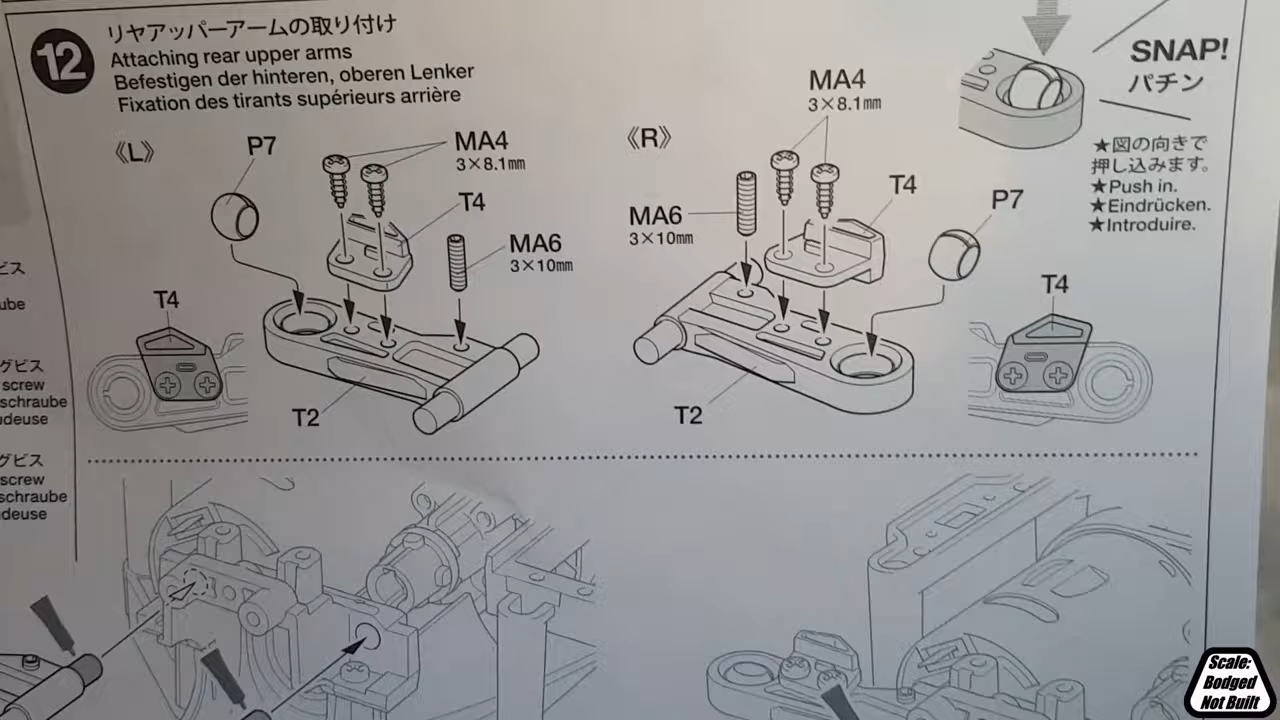 12
リヤアッパーアームの取り付け
Attaching rear upper arms
Befestigen der hinteren, oberen Lenker
Fixation des tirants supérieurs arrière
《L》
P7
MA4
3×8.1mm
T4
MA6
3×10mm
T4
T2
《R》
MA4
3×8.1mm
MA6
3×10mm
T4
P7
T4
T2
SNAP!
パチン
★図の向きで
押し込みます。
★Push in.
★Eindrücken.
★Introduire.
ビス
ube
グビス
screw
schraube
udeuse
グビス
screw
schraube
udeuse
Scale:
Bodged
Not Built